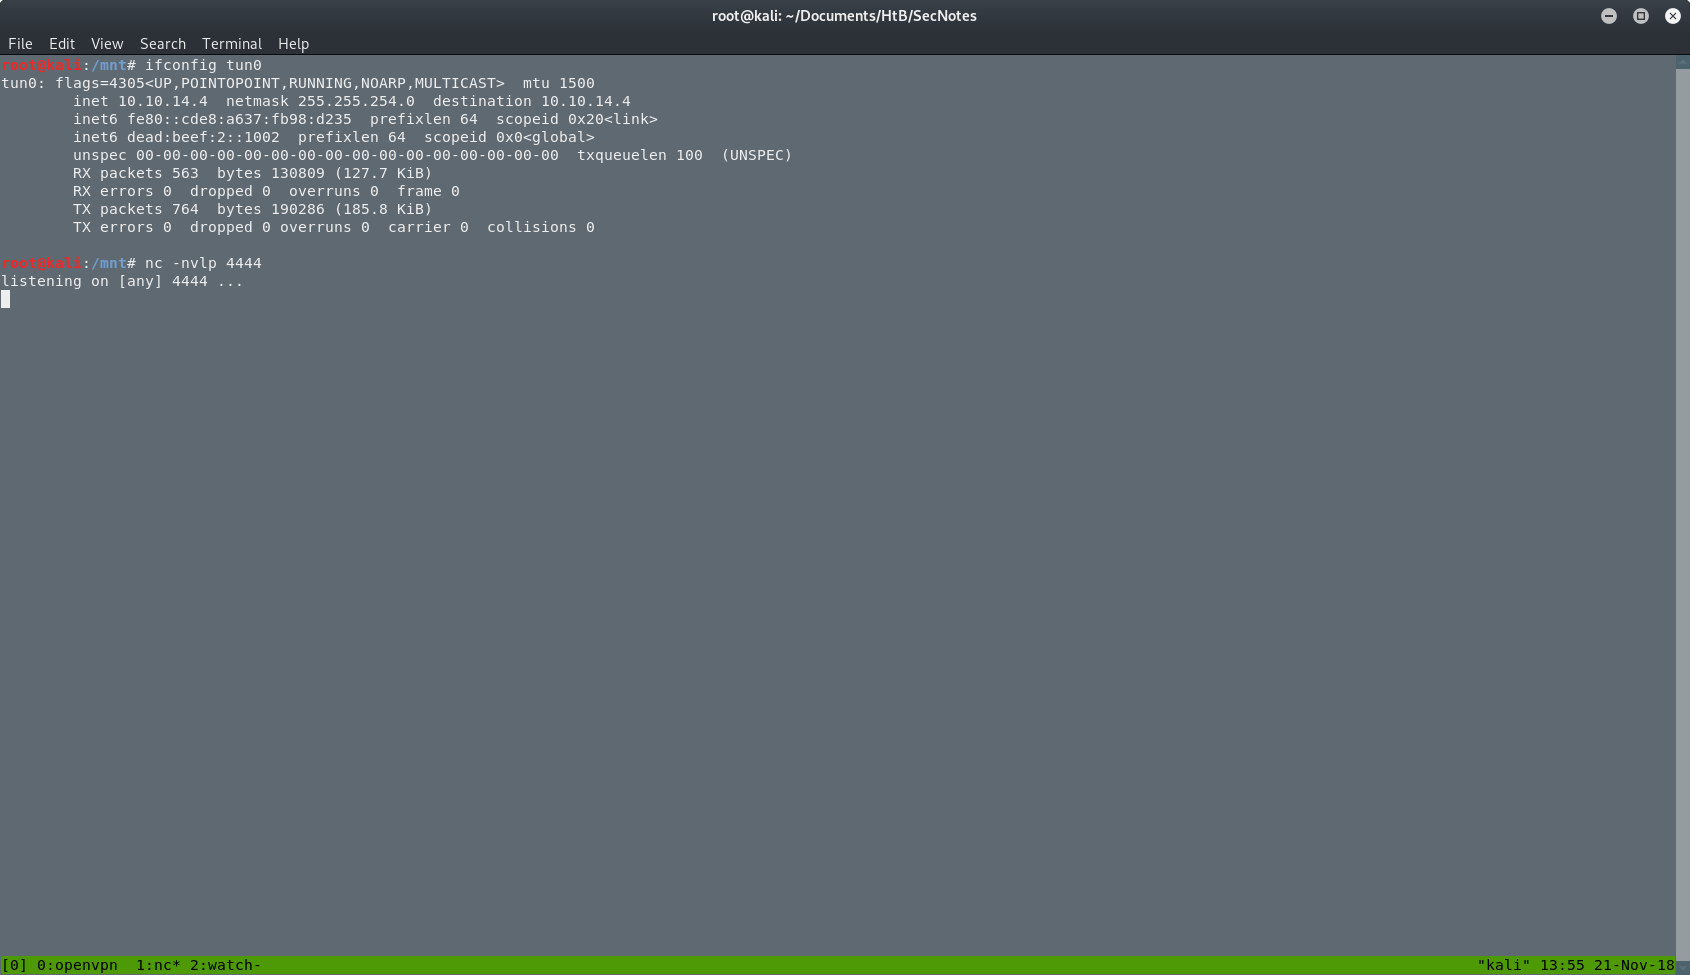 root@kali: ~/Documents/HtB/SecNotes
File Edit View Search Terminal Help
root@kali:/mnt# ifconfig tun0
tun0: flags=4305<UP,POINTOPOINT,RUNNING,NOARP,MULTICAST>  mtu 1500
        inet 10.10.14.4  netmask 255.255.254.0  destination 10.10.14.4
        inet6 fe80::cde8:a637:fb98:d235  prefixlen 64  scopeid 0x20<link>
        inet6 dead:beef:2::1002  prefixlen 64  scopeid 0x0<global>
        unspec 00-00-00-00-00-00-00-00-00-00-00-00-00-00-00-00  txqueuelen 100  (UNSPEC)
        RX packets 563  bytes 130809 (127.7 KiB)
        RX errors 0  dropped 0  overruns 0  frame 0
        TX packets 764  bytes 190286 (185.8 KiB)
        TX errors 0  dropped 0 overruns 0  carrier 0  collisions 0
root@kali:/mnt# nc -nvlp 4444
listening on [any] 4444 ...
[0] 0:openvpn  1:nc* 2:watch- "kali" 13:55 21-Nov-18